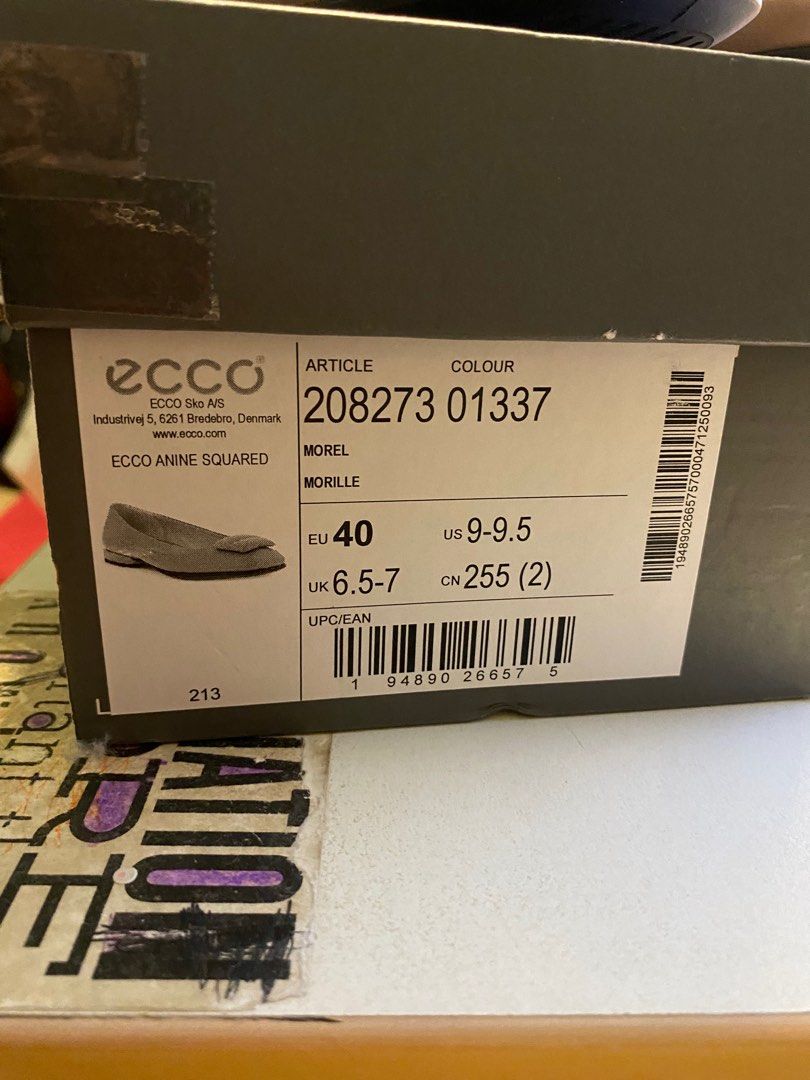 ecco®
ECCO Sko A/S
Industrivej 5, 6261 Bredebro, Denmark
www.ecco.com
ECCO ANINE SQUARED
213
ARTICLE COLOUR
208273 01337
MOREL
MORILLE
EU 40 US 9-9.5
UK 6.5-7 CN 255 (2)
UPC/EAN
1 94890 26657 5
1948902665757000471250093